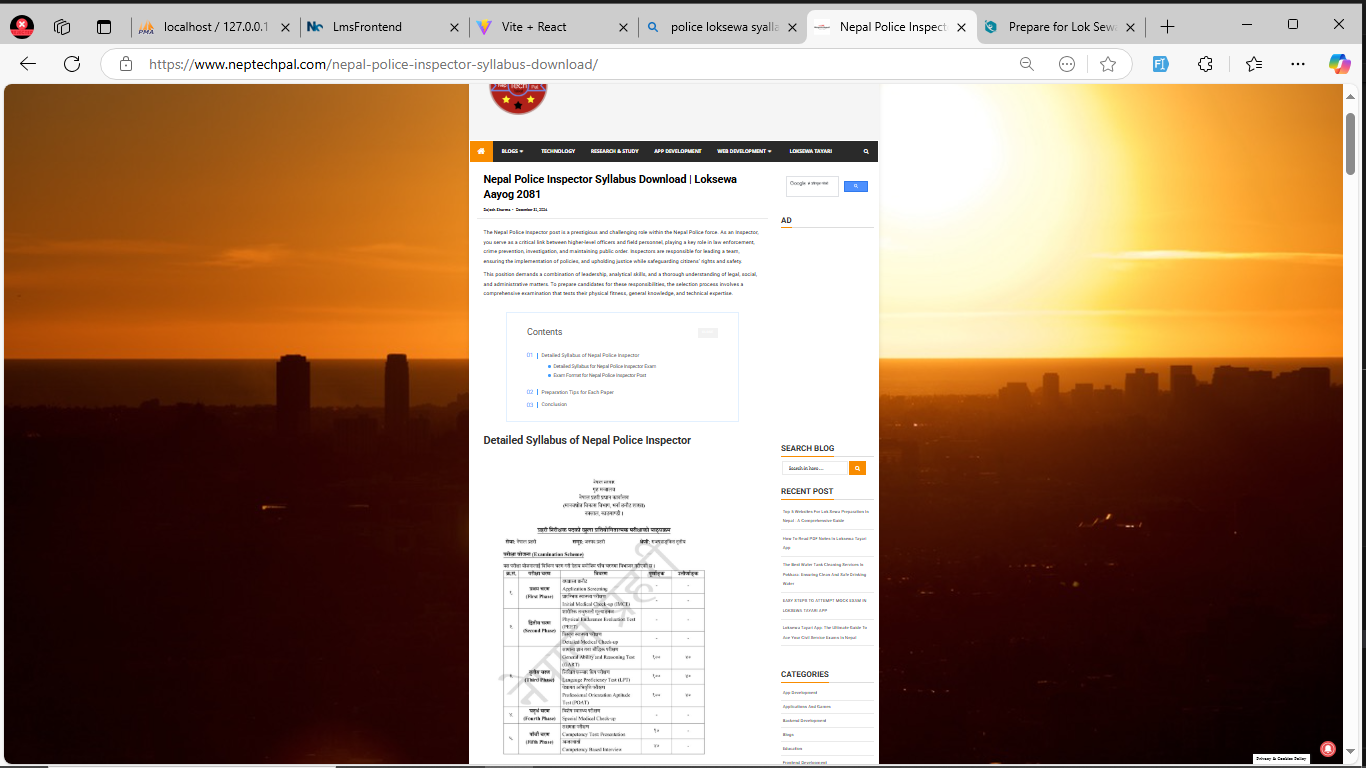 PMA
localhost / 127.0.0.1
LmsFrontend
Vite + React
police loksewa syalla
Nepal Police Inspect
Prepare for Lok Sewa
https://www.neptechpal.com/nepal-police-inspector-syllabus-download/
Tech
BLOGS
TECHNOLOGY
RESEARCH & STUDY
APP DEVELOPMENT
WEB DEVELOPMENT
LOKSEWA TAYARI
Nepal Police Inspector Syllabus Download | Loksewa
Aayog 2081
December 31, 2024
Google
AD
The Nepal Police Inspector post is a prestigious and challenging role within the Nepal Police force. As an Inspector,
you serve as a critical link between higher-level officers and field personnel, playing a key role in law enforcement,
crime prevention, investigation, and maintaining public order. Inspectors are responsible for leading a team,
ensuring the implementation of policies, and upholding justice while safeguarding citizens' rights and safety.
This position demands a combination of leadership, analytical skills, and a thorough understanding of legal, social,
and administrative matters. To prepare candidates for these responsibilities, the selection process involves a
comprehensive examination that tests their physical fitness, general knowledge, and technical expertise.
Contents
01 Detailed Syllabus of Nepal Police Inspector
Detailed Syllabus for Nepal Police Inspector Exam
Exam Format for Nepal Police Inspector Post
02 Preparation Tips for Each Paper
03 Conclusion
Detailed Syllabus of Nepal Police Inspector
नेपाल सरकार
गृह मन्त्रालय
नेपाल प्रहरी प्रधान कार्यालय
परीक्षा योजना (Examination Scheme)
क्र.सं. परीक्षा चरण विवरण पूर्णाङ्क उत्तीर्णाङ्क
१. प्रथम चरण
(First Phase)
Application Screening - -
Initial Medical Check-up (IMCE) - -
२. द्वितीय चरण
(Second Phase)
Physical Endurance Evaluation Test
(PEET) - -
Detailed Medical Check-up - -
३. तृतीय चरण
(Third Phase)
General Ability and Reasoning Test
(GART) १०० ४०
Language Proficiency Test (LPT) १०० ४०
Professional Orientation Aptitude
Test (POAT) १०० ४०
४. चतुर्थ चरण
(Fourth Phase)
Special Medical Check-up - -
५. पाँचौं चरण
(Fifth Phase)
Competency Task Presentation
Competency Based Interview
नेपाल प्रहरी
SEARCH BLOG
Search in here...
RECENT POST
Top 5 Websites For Lok Sewa Preparation In
Nepal : A Comprehensive Guide
How To Read PDF Notes In Loksewa Tayari
App
The Best Water Tank Cleaning Services In
Pokhara: Ensuring Clean And Safe Drinking
Water
EASY STEPS TO ATTEMPT MOCK EXAM IN
LOKSEWA TAYARI APP
Loksewa Tayari App: The Ultimate Guide To
Ace Your Civil Service Exams In Nepal
CATEGORIES
App Development
Applications And Games
Backend Development
Blogs
Education
Frontend Development
Privacy & Cookies Policy